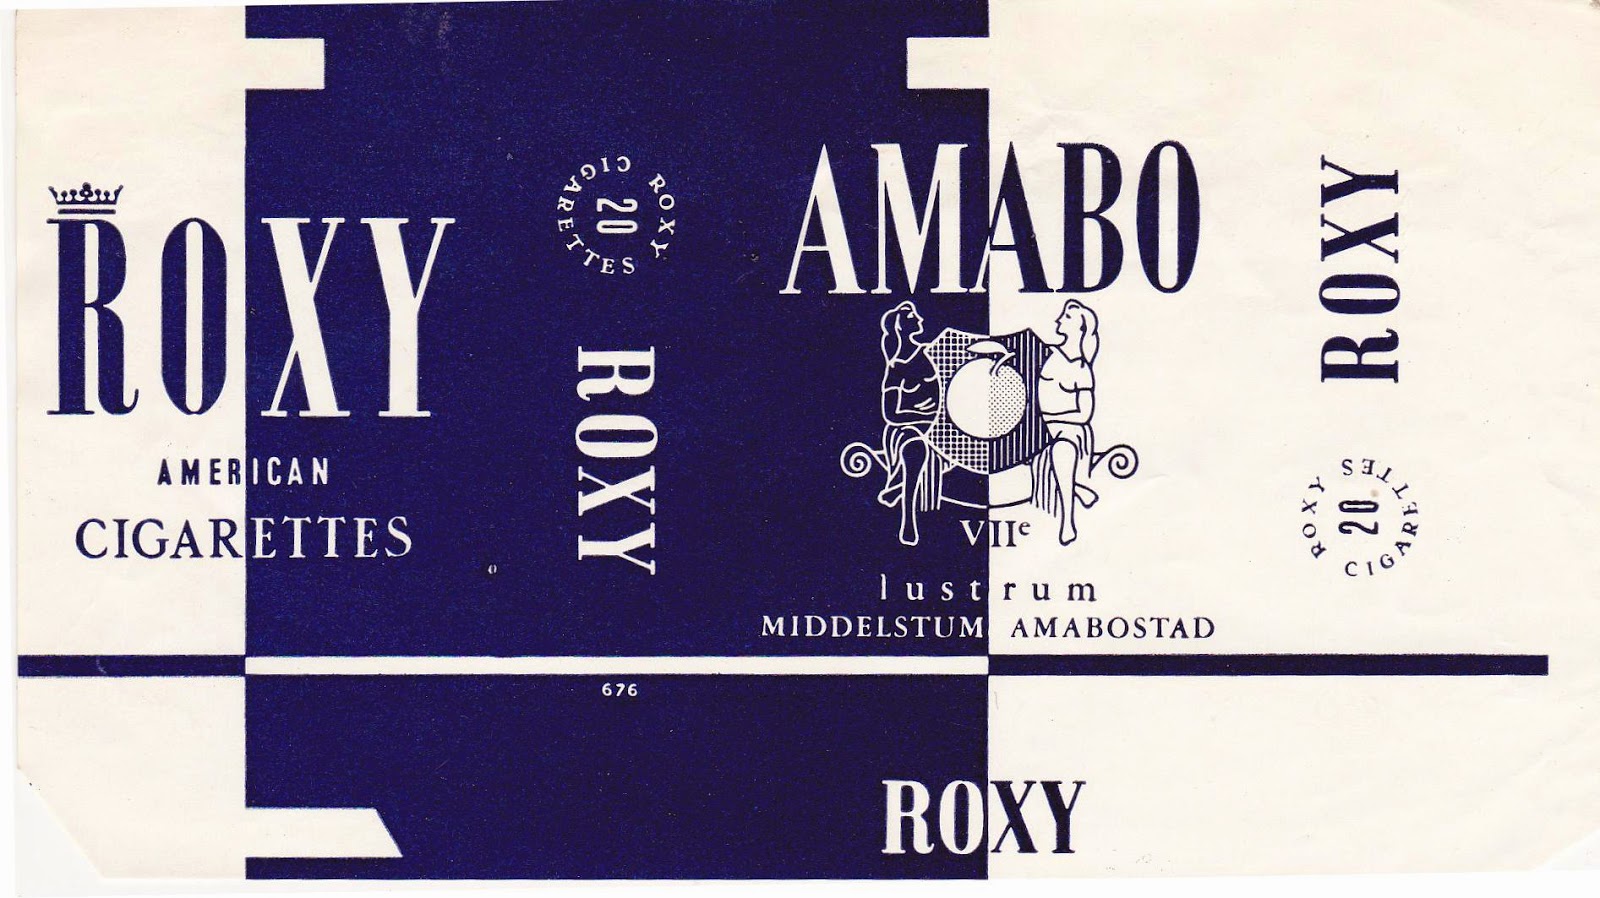 ROXY
AMERICAN
CIGARETTES
ROXY CIGARETTES
20
ROXY
AMABO
VIIe
lustrum
MIDDELSTUM AMABOSTAD
ROXY
ROXY CIGARETTES
20
676
ROXY